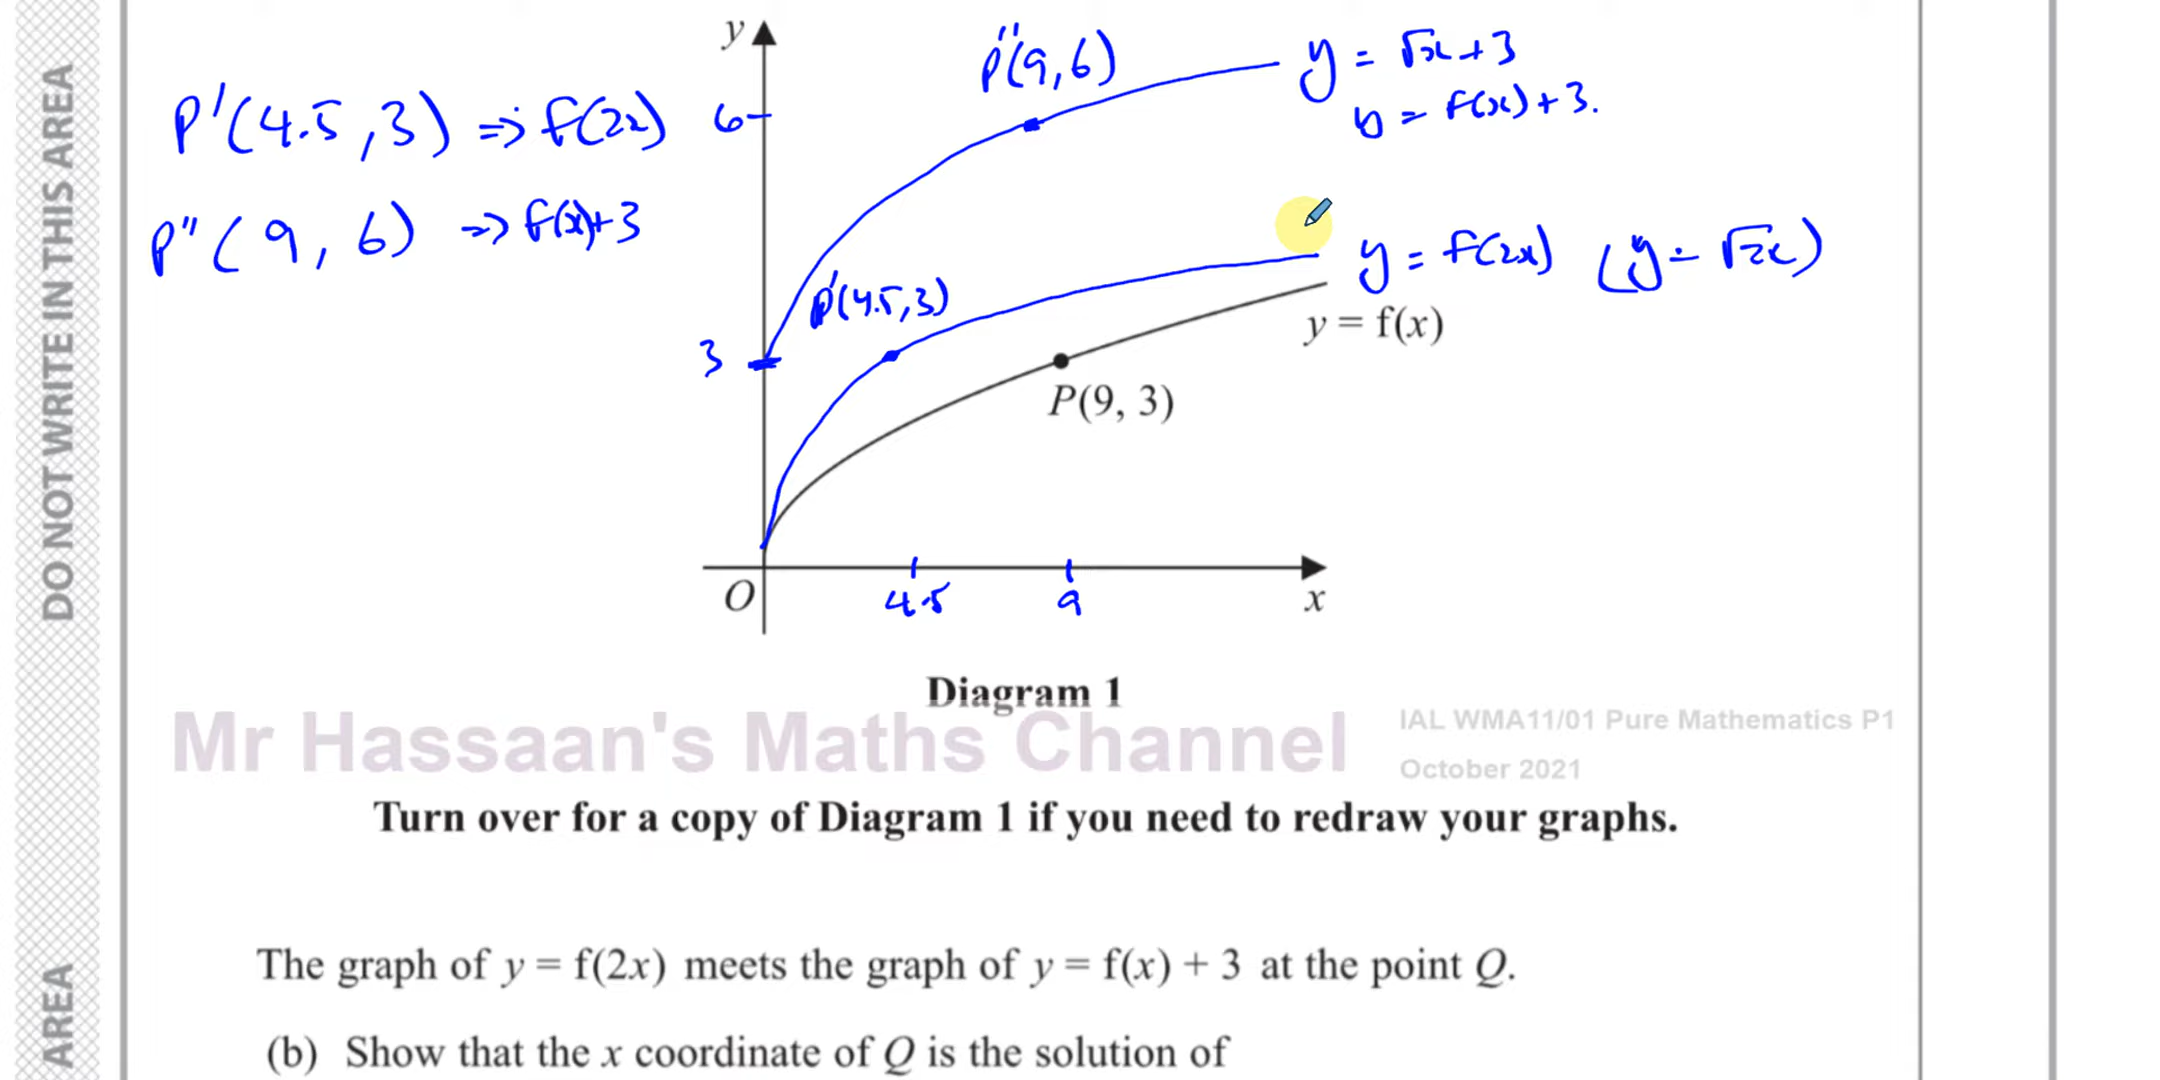 DO NOT WRITE IN THIS AREA
AREA
P'(4.5, 3) => f(2x)
P''(9, 6) => f(x)+3
y
6
3
P''(9,6)
y = √x+3
y = f(x)+3.
P'(4.5,3)
y = f(2x) (y=√2x)
y = f(x)
P(9, 3)
O
4.5
9
x
Diagram 1
Mr Hassaan's Maths Channel
IAL WMA11/01 Pure Mathematics P1
October 2021
Turn over for a copy of Diagram 1 if you need to redraw your graphs.
The graph of y = f(2x) meets the graph of y = f(x) + 3 at the point Q.
(b) Show that the x coordinate of Q is the solution of